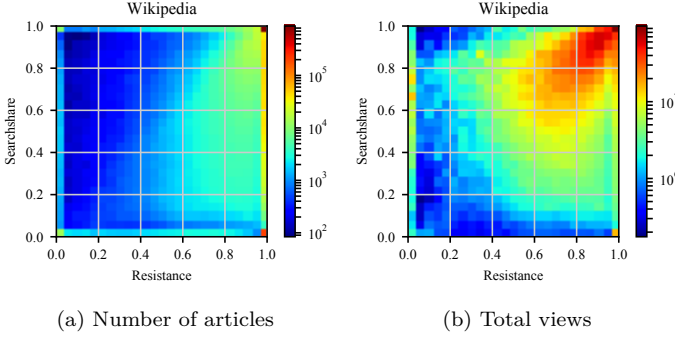 Wikipedia
1.0
0.8
0.6
0.4
0.2
0.0
Searchshare
0.0 0.2 0.4 0.6 0.8 1.0
Resistance
10^5
10^4
10^3
10^2
(a) Number of articles
Wikipedia
1.0
0.8
0.6
0.4
0.2
0.0
Searchshare
0.0 0.2 0.4 0.6 0.8 1.0
Resistance
(b) Total views